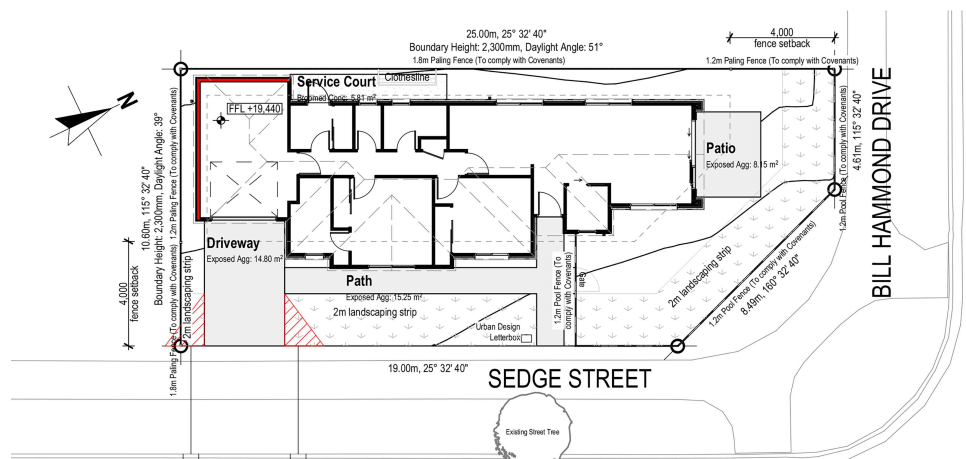 25.00m, 25° 32' 40"
Boundary Height: 2,300mm, Daylight Angle: 51°
1.8m Paling Fence (To comply with Covenants)
4,000
fence setback
1.2m Paling Fence (To comply with Covenants)
N
Service Court
Clothesline
Broomed Conc: 5.81 m²
FFL +19,440
Patio
Exposed Agg: 8.15 m²
4.61m, 115° 32' 40"
1.2m Pool Fence (To comply with Covenants)
BILL HAMMOND DRIVE
10.60m, 115° 32' 40"
Boundary Height: 2,300mm, Daylight Angle: 39°
1.2m Paling Fence (To comply with Covenants)
1.8m Paling Fence (To comply with Covenants)
4,000
fence setback
2m landscaping strip
Driveway
Exposed Agg: 14.80 m²
Path
Exposed Agg: 15.25 m²
2m landscaping strip
Urban Design
Letterbox
1.2m Pool Fence (To
comply with Covenants)
Gate
2m landscaping strip
1.2m Pool Fence (To comply with Covenants)
8.49m, 160° 32' 40"
19.00m, 25° 32' 40"
SEDGE STREET
Existing Street Tree